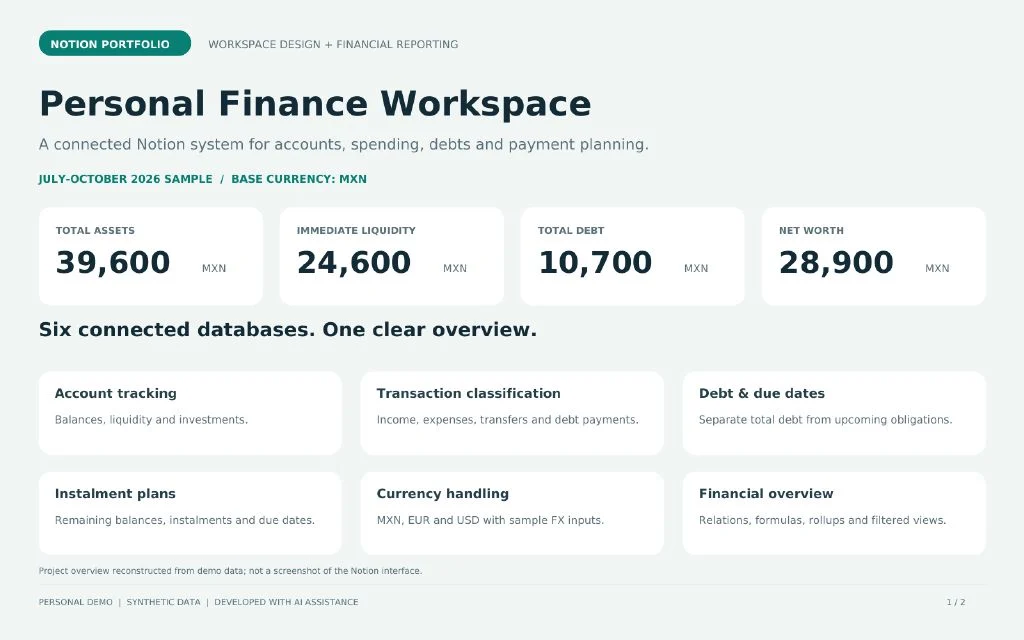 NOTION PORTFOLIO
WORKSPACE DESIGN + FINANCIAL REPORTING
Personal Finance Workspace
A connected Notion system for accounts, spending, debts and payment planning.
JULY-OCTOBER 2026 SAMPLE / BASE CURRENCY: MXN
TOTAL ASSETS
39,600 MXN
IMMEDIATE LIQUIDITY
24,600 MXN
TOTAL DEBT
10,700 MXN
NET WORTH
28,900 MXN
Six connected databases. One clear overview.
Account tracking
Balances, liquidity and investments.
Transaction classification
Income, expenses, transfers and debt payments.
Debt & due dates
Separate total debt from upcoming obligations.
Instalment plans
Remaining balances, instalments and due dates.
Currency handling
MXN, EUR and USD with sample FX inputs.
Financial overview
Relations, formulas, rollups and filtered views.
Project overview reconstructed from demo data; not a screenshot of the Notion interface.
PERSONAL DEMO | SYNTHETIC DATA | DEVELOPED WITH AI ASSISTANCE
1 / 2